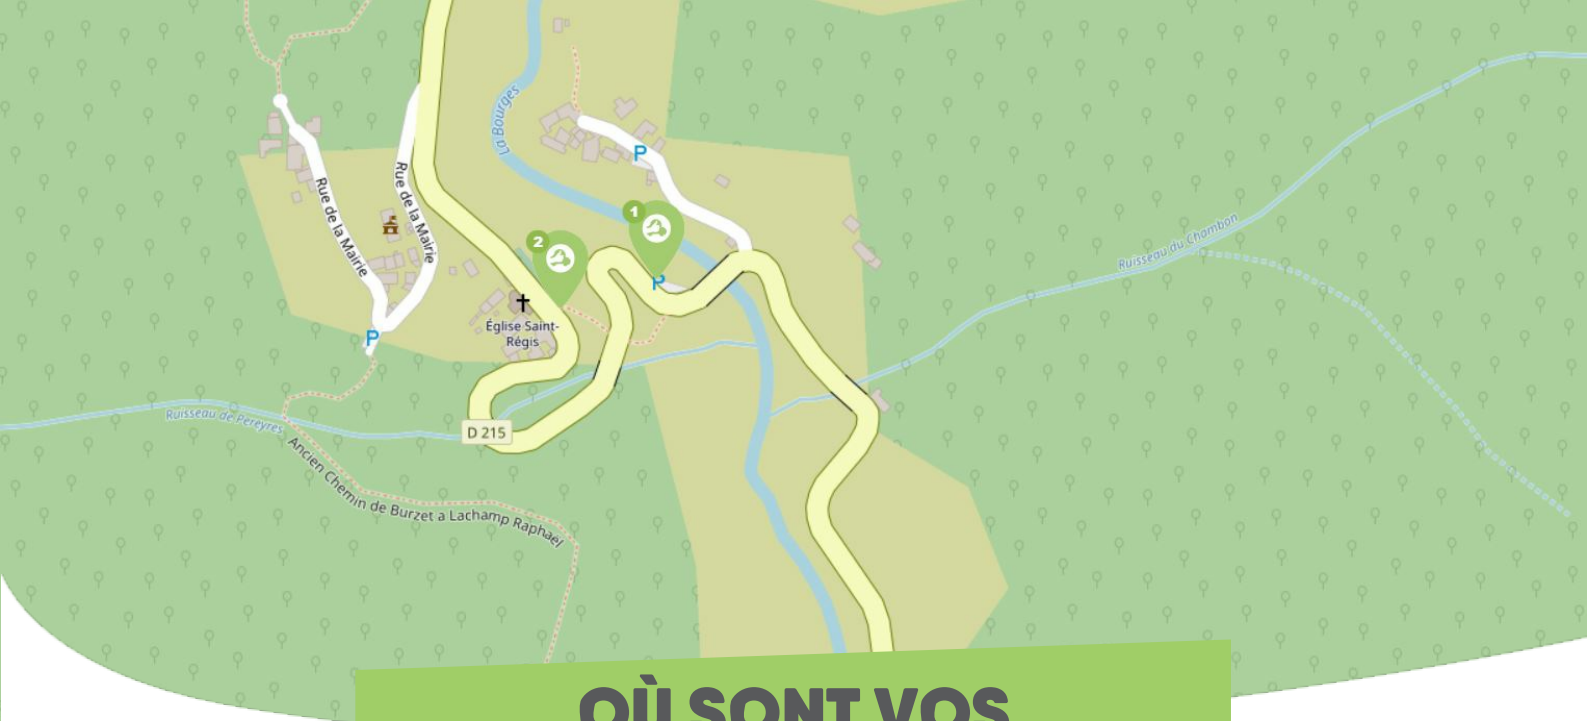 La Bourges
P
Rue de la Mairie
Rue de la Mairie
1
2
P
Ruisseau du Chambon
Église Saint-
Régis
P
Ruisseau de Pereyres
D 215
Ancien Chemin de Burzet a Lachamp Raphaël
OÙ SONT VOS